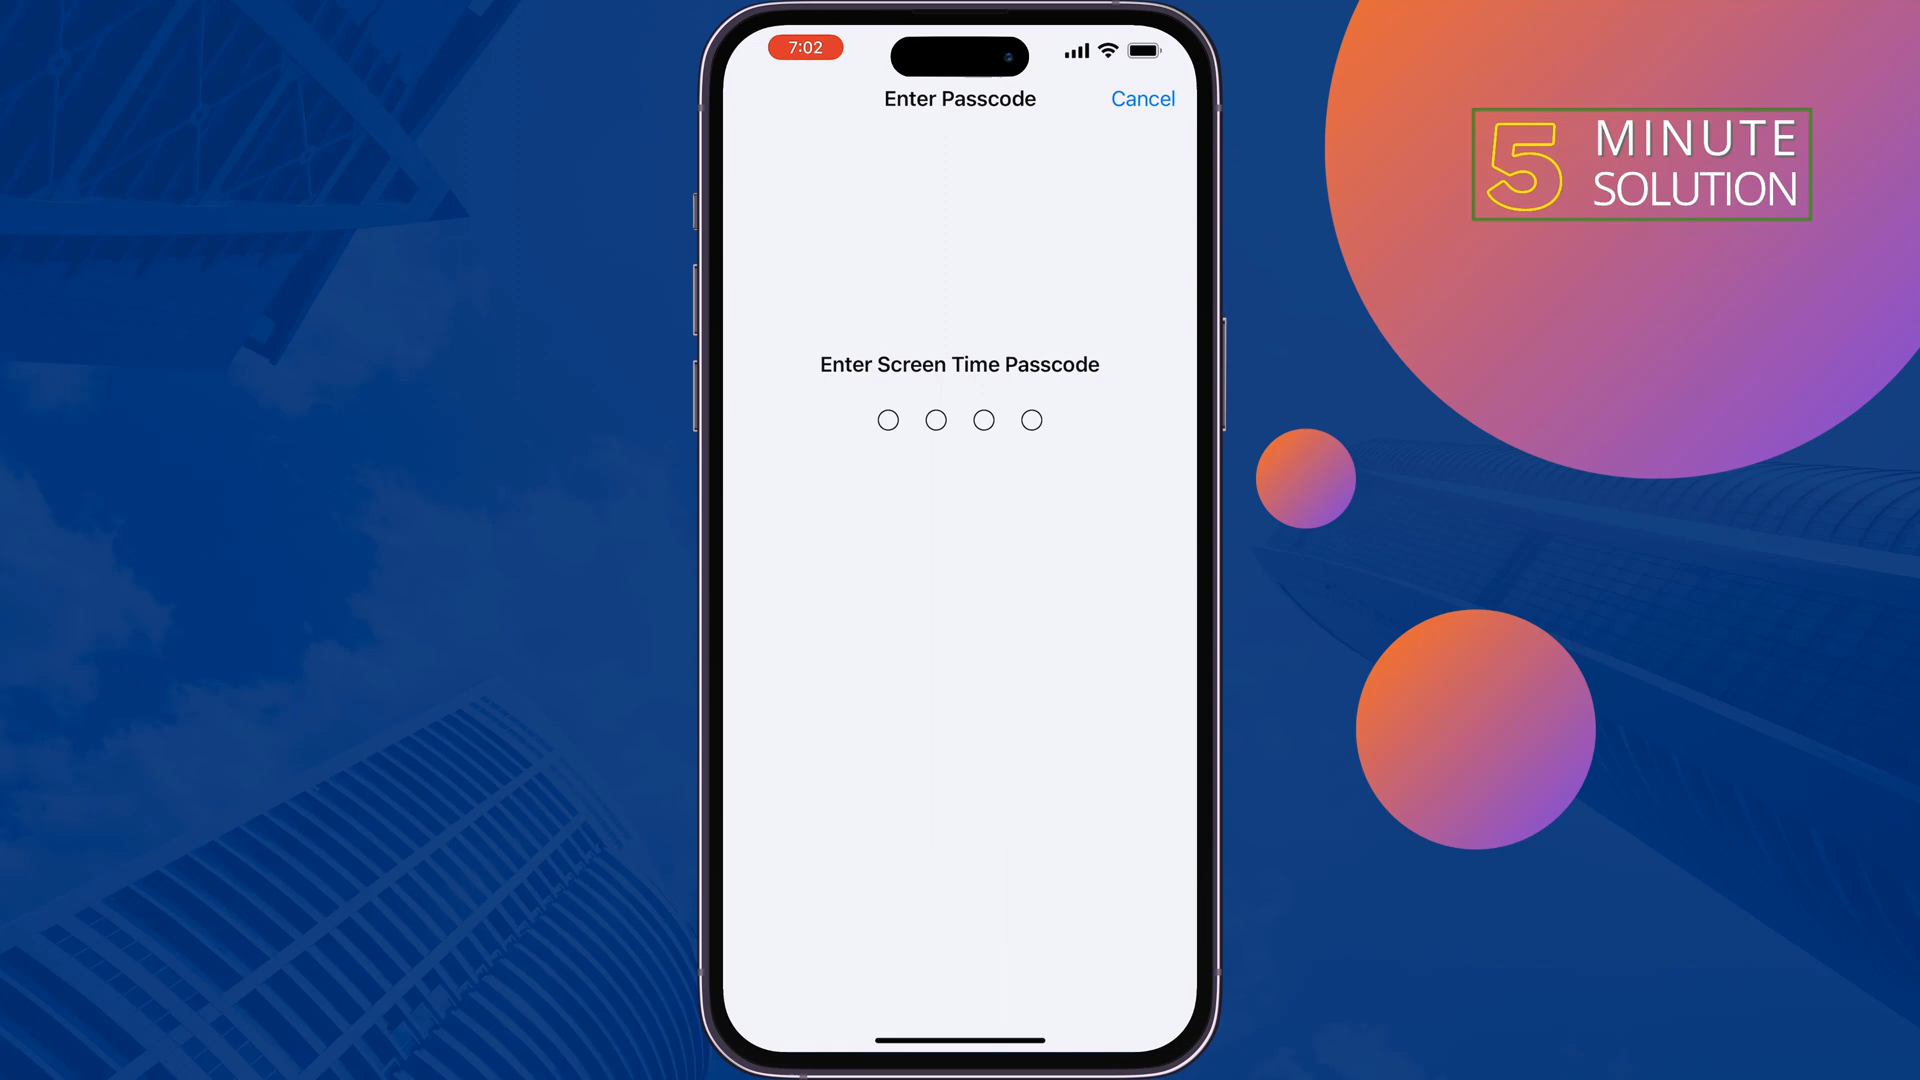 7:02
Enter Passcode
Cancel
5 MINUTE
SOLUTION
Enter Screen Time Passcode